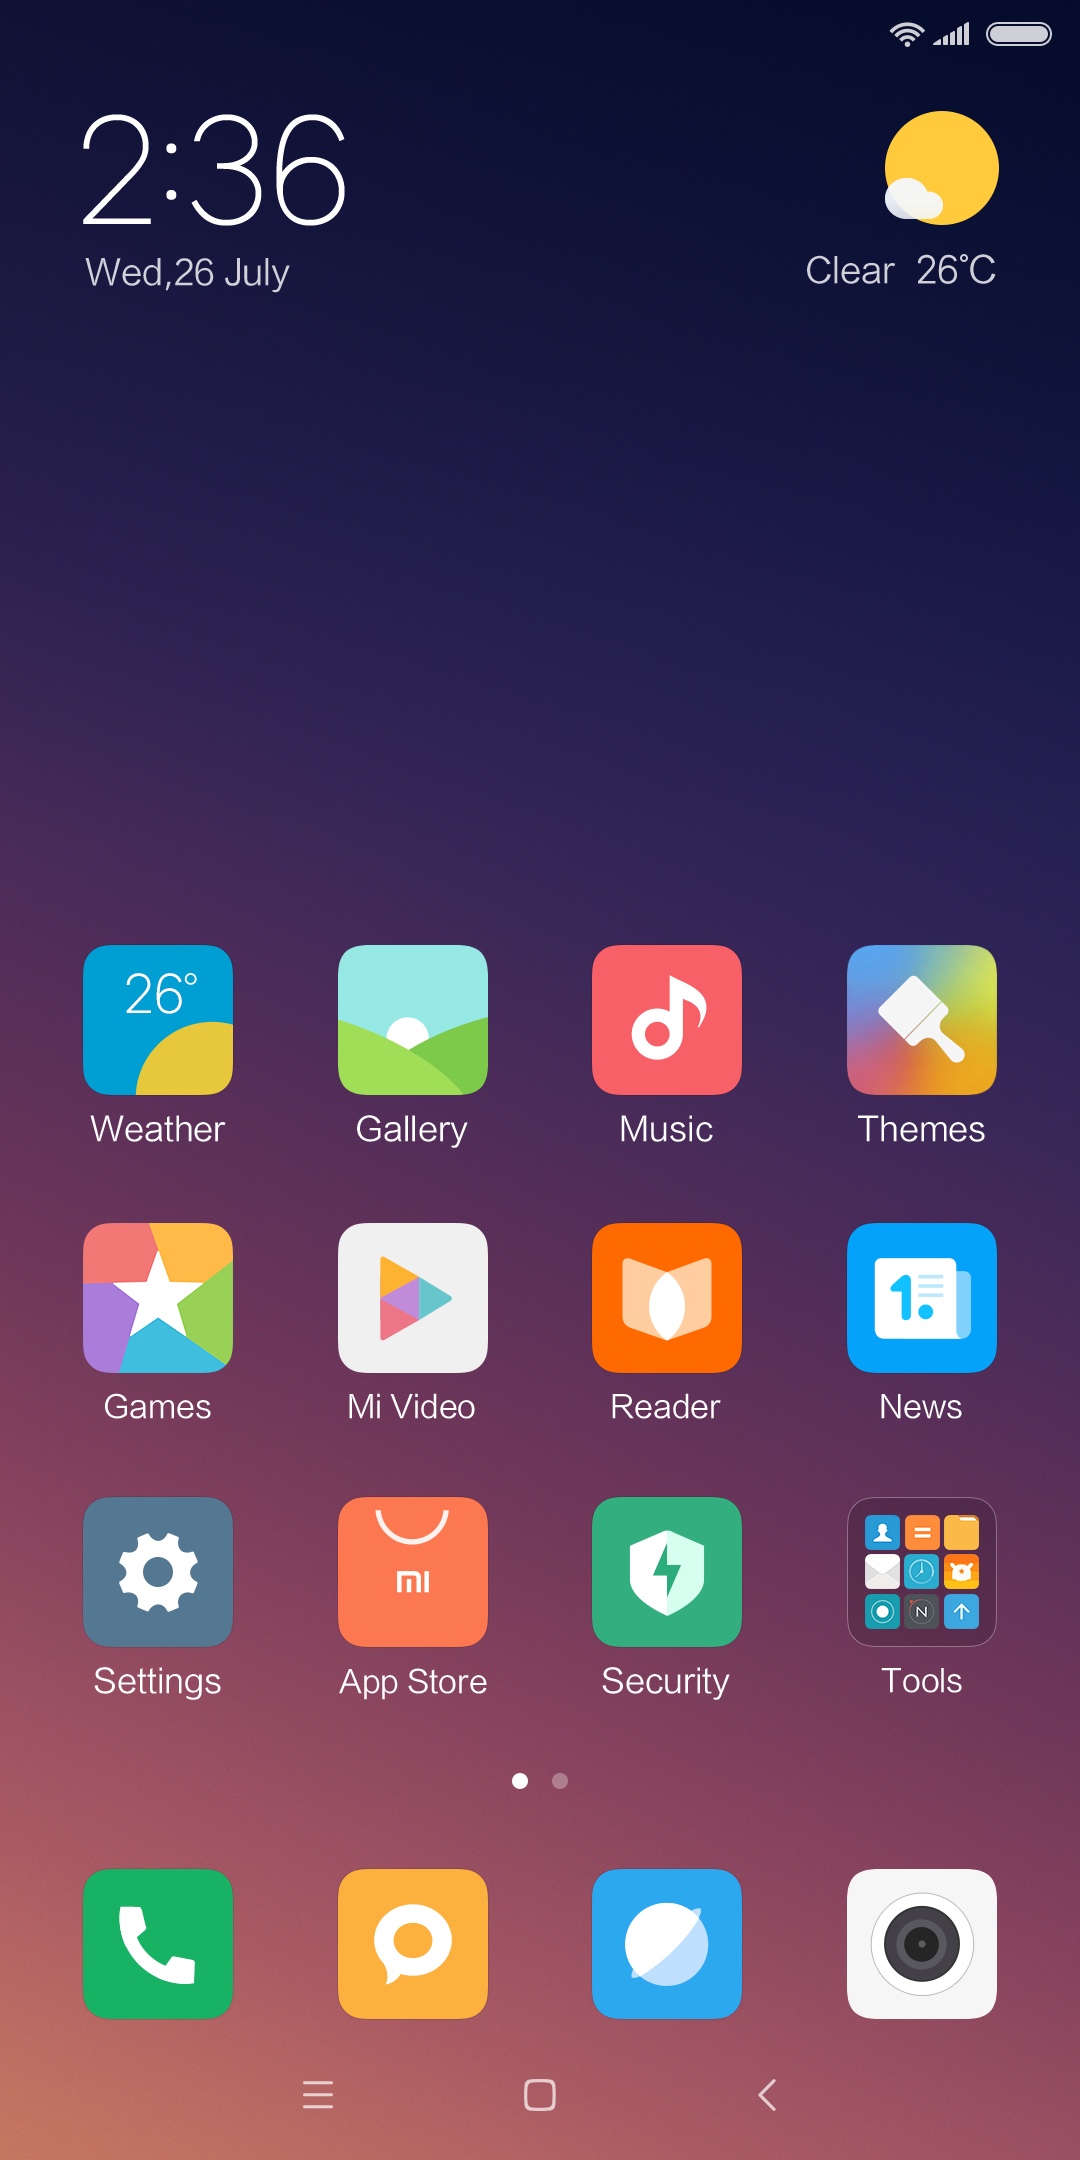 2:36
Wed,26 July
Clear 26°C
26°
Weather
Gallery
Music
Themes
1.
Games
Mi Video
Reader
News
mi
N
Settings
App Store
Security
Tools